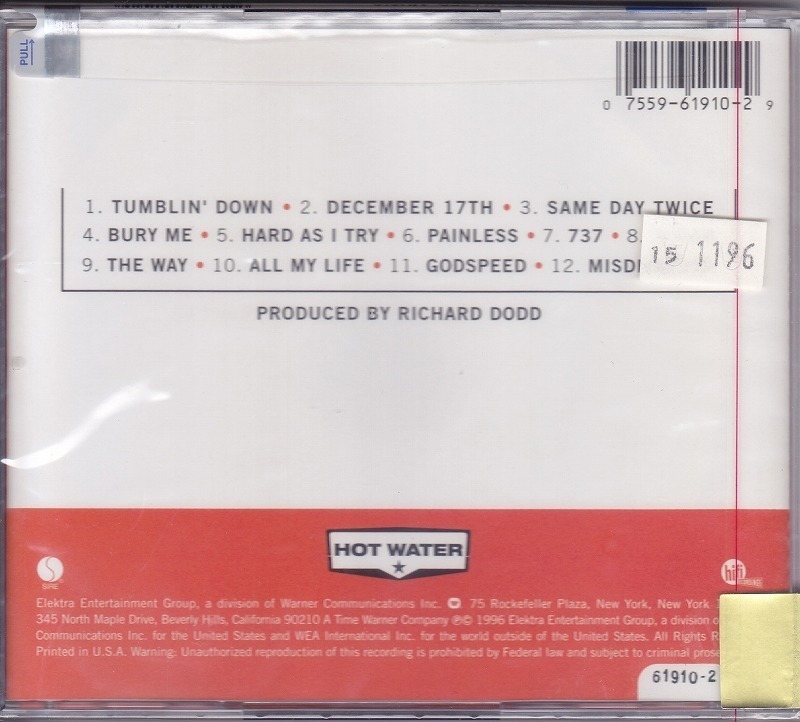 PULL
0 7559-61910-2 9
1. TUMBLIN' DOWN • 2. DECEMBER 17TH • 3. SAME DAY TWICE
4. BURY ME • 5. HARD AS I TRY • 6. PAINLESS • 7. 737 • 8.
9. THE WAY • 10. ALL MY LIFE • 11. GODSPEED • 12.
15 1196
PRODUCED BY RICHARD DODD
HOT WATER
SIRE
hifi
Elektra Entertainment Group, a division of Warner Communications Inc. 75 Rockefeller Plaza, New York, New York
345 North Maple Drive, Beverly Hills, California 90210 A Time Warner Company ℗© 1996 Elektra Entertainment Group, a division
Communications Inc. for the United States and WEA International Inc. for the world outside of the United States. All Rights
Printed in U.S.A. Warning: Unauthorized reproduction of this recording is prohibited by Federal law and subject to criminal
61910-2